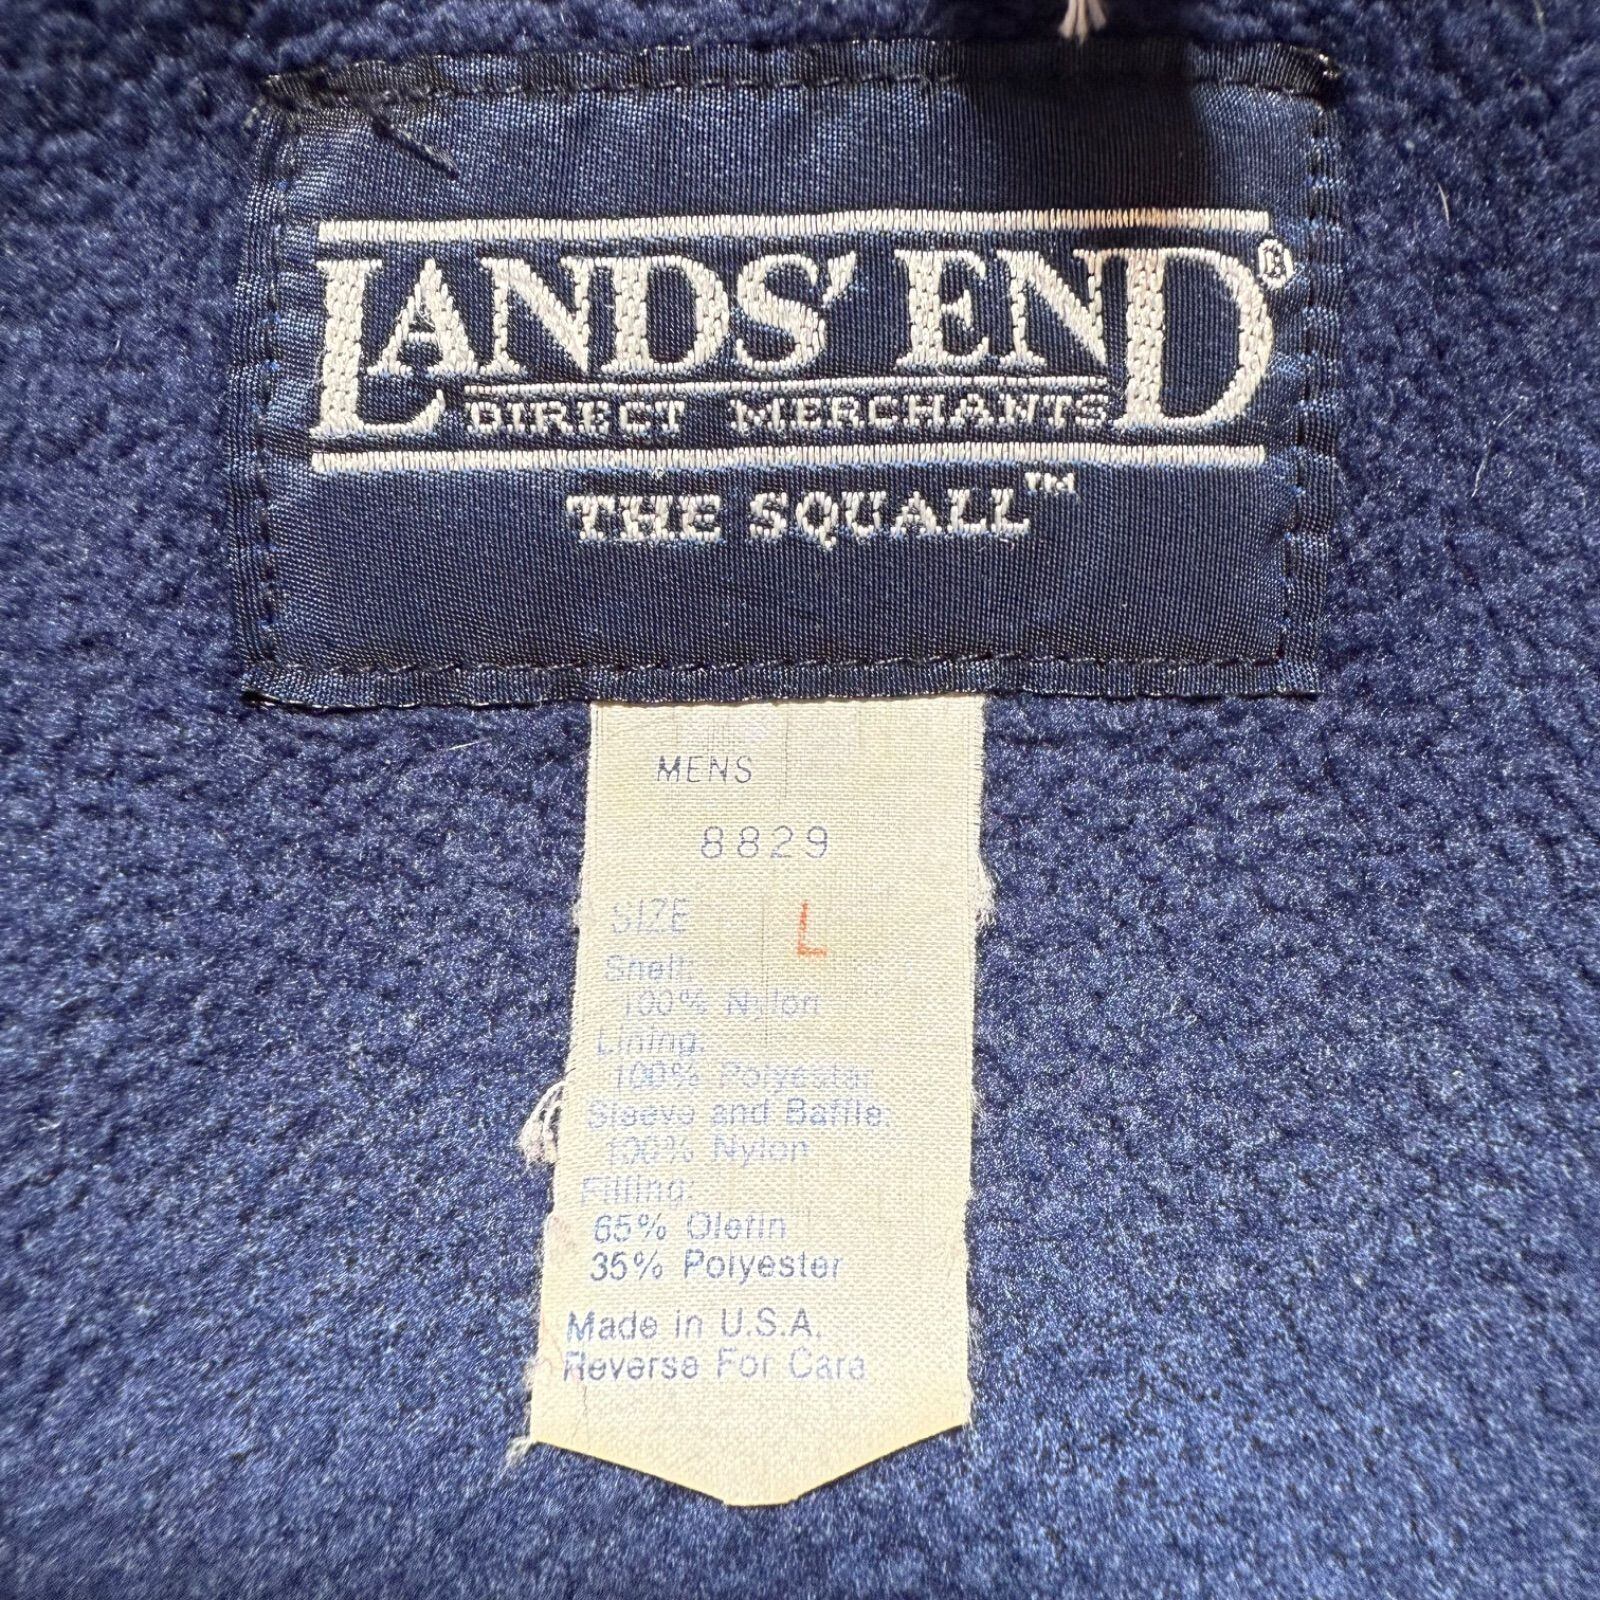 LANDS' END®
DIRECT MERCHANTS
THE SQUALL™
MENS
8829
SIZE L
Shell:
100% Nylon
Lining:
100% Polyester
Sleeve and Baffle:
100% Nylon
Filling:
65% Olefin
35% Polyester
Made in U.S.A.
Reverse For Care